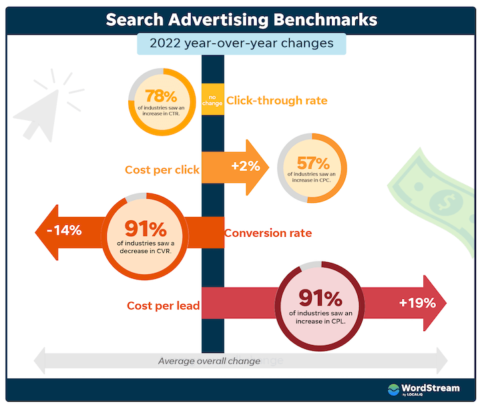 Search Advertising Benchmarks
2022 year-over-year changes
78%
of industries saw an
increase in CTR.
no
change
Click-through rate
Cost per click
+2%
57%
of industries saw an
increase in CPC.
-14%
91%
of industries saw a
decrease in CVR.
Conversion rate
Cost per lead
91%
of industries saw an
increase in CPL.
+19%
Average overall change
WordStream
by LOCALiQ